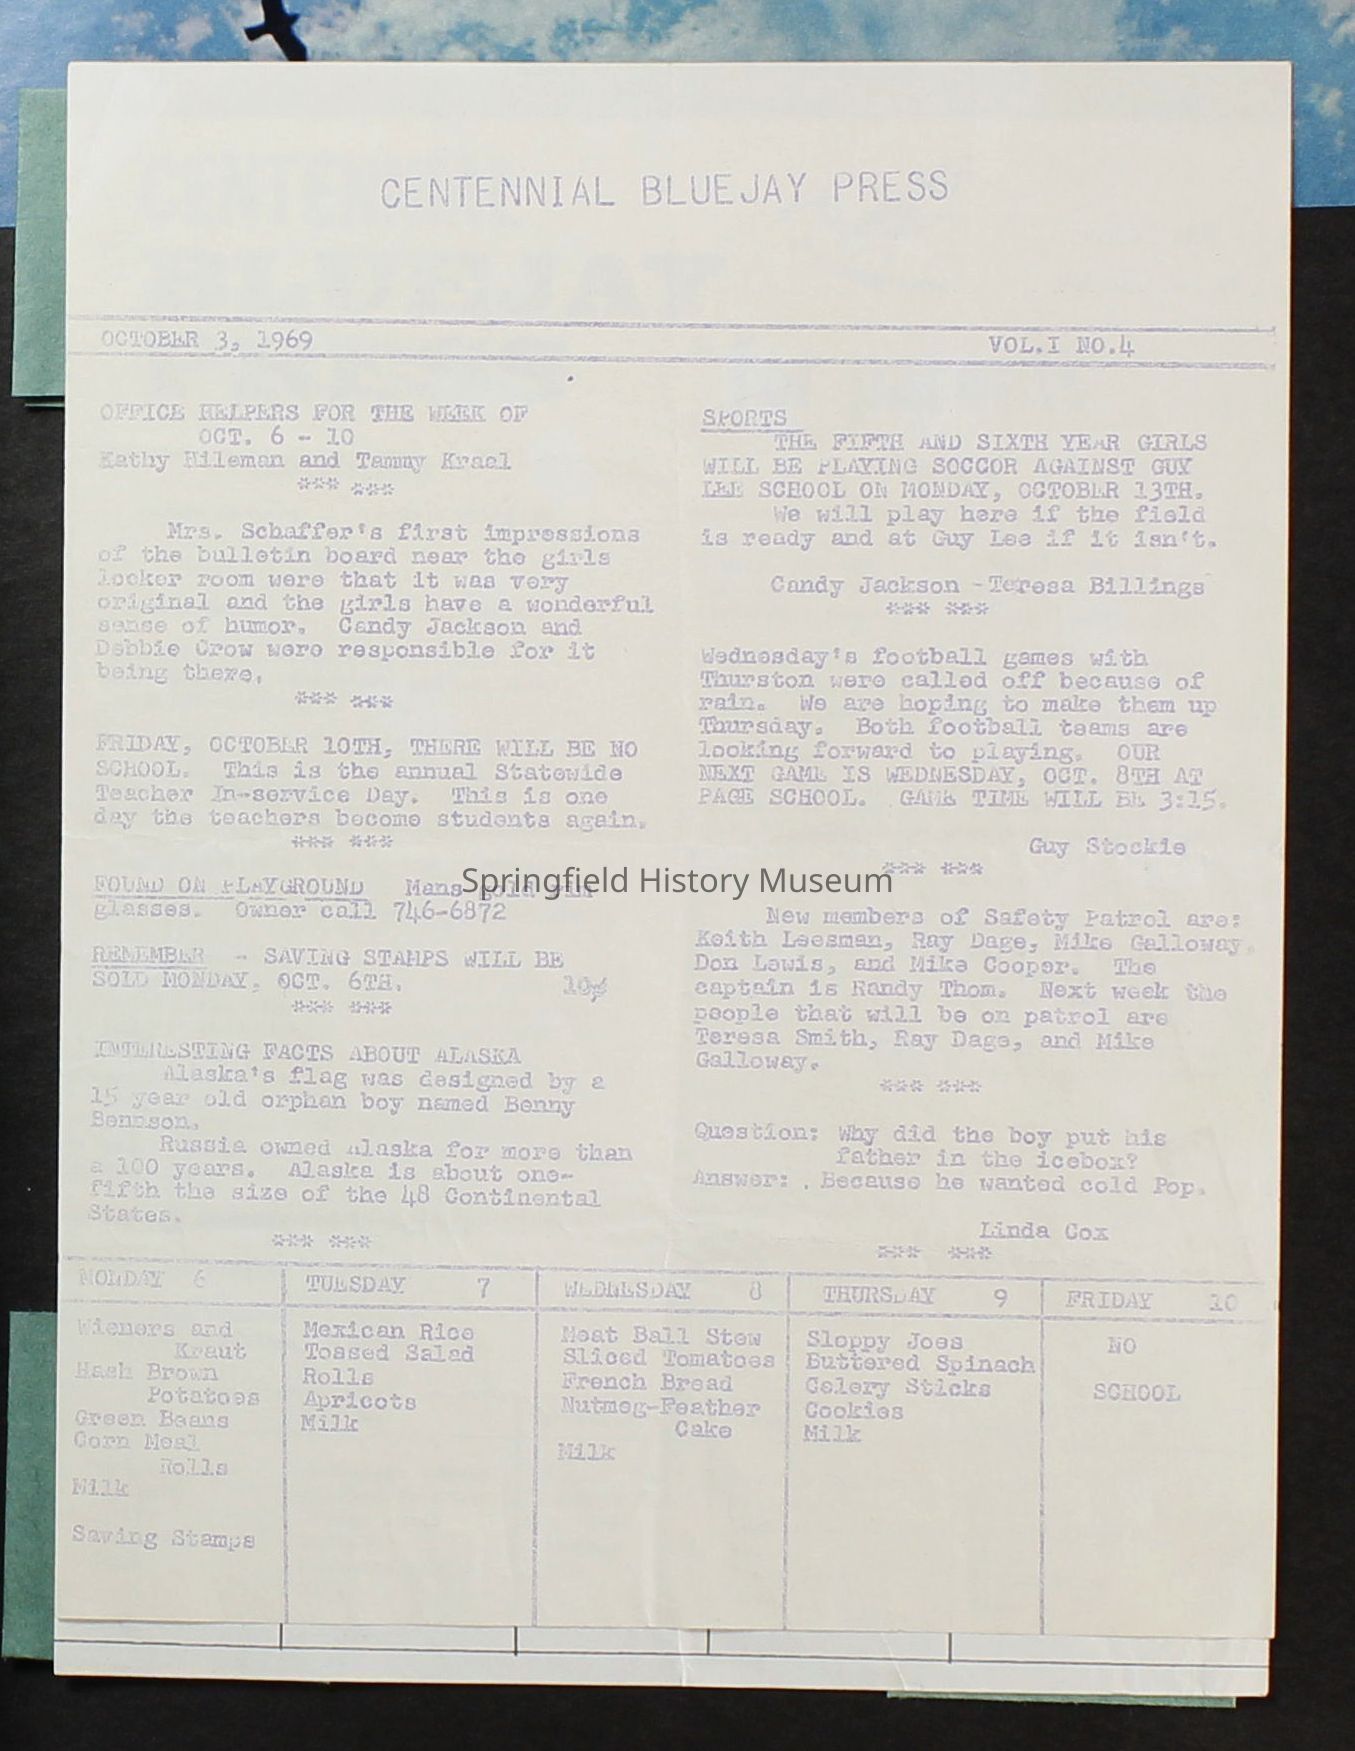 CENTENNIAL BLUEJAY PRESS
OCTOBER 3, 1969 VOL.I NO.4
OFFICE HELPERS FOR THE WEEK OF
OCT. 6 - 10
Kathy Hileman and Tammy Krael
*** ***
Mrs. Schaffer's first impressions
of the bulletin board near the girls
locker room were that it was very
original and the girls have a wonderful
sense of humor. Candy Jackson and
Debbie Crow were responsible for it
being there.
*** ***
FRIDAY, OCTOBER 10TH, THERE WILL BE NO
SCHOOL. This is the annual Statewide
Teacher In-service Day. This is one
day the teachers become students again.
*** ***
FOUND ON PLAYGROUND Mans gold rim
glasses. Owner call 746-6872
REMEMBER - SAVING STAMPS WILL BE
SOLD MONDAY, OCT. 6TH. 10¢
*** ***
INTERESTING FACTS ABOUT ALASKA
Alaska's flag was designed by a
15 year old orphan boy named Benny
Bennson.
Russia owned Alaska for more than
a 100 years. Alaska is about one-
fifth the size of the 48 Continental
States.
*** ***
SPORTS
THE FIFTH AND SIXTH YEAR GIRLS
WILL BE PLAYING SOCCOR AGAINST GUY
LEE SCHOOL ON MONDAY, OCTOBER 13TH.
We will play here if the field
is ready and at Guy Lee if it isn't.
Candy Jackson - Teresa Billings
*** ***
Wednesday's football games with
Thurston were called off because of
rain. We are hoping to make them up
Thursday. Both football teams are
looking forward to playing. OUR
NEXT GAME IS WEDNESDAY, OCT. 8TH AT
PAGE SCHOOL. GAME TIME WILL BE 3:15.
Guy Stockie
*** ***
New members of Safety Patrol are:
Keith Leesman, Ray Dage, Mike Galloway,
Don Lewis, and Mike Cooper. The
captain is Randy Thom. Next week the
people that will be on patrol are
Teresa Smith, Ray Dage, and Mike
Galloway.
*** ***
Question: Why did the boy put his
father in the icebox?
Answer: . Because he wanted cold Pop.
Linda Cox
*** ***
MONDAY 6
Wieners and
Kraut
Hash Brown
Potatoes
Green Beans
Corn Meal
Rolls
Milk
Saving Stamps
TUESDAY 7
Mexican Rice
Tossed Salad
Rolls
Apricots
Milk
WEDNESDAY 8
Meat Ball Stew
Sliced Tomatoes
French Bread
Nutmeg-Feather
Cake
Milk
THURSDAY 9
Sloppy Joes
Buttered Spinach
Celery Sticks
Cookies
Milk
FRIDAY 10
NO
SCHOOL
Springfield History Museum